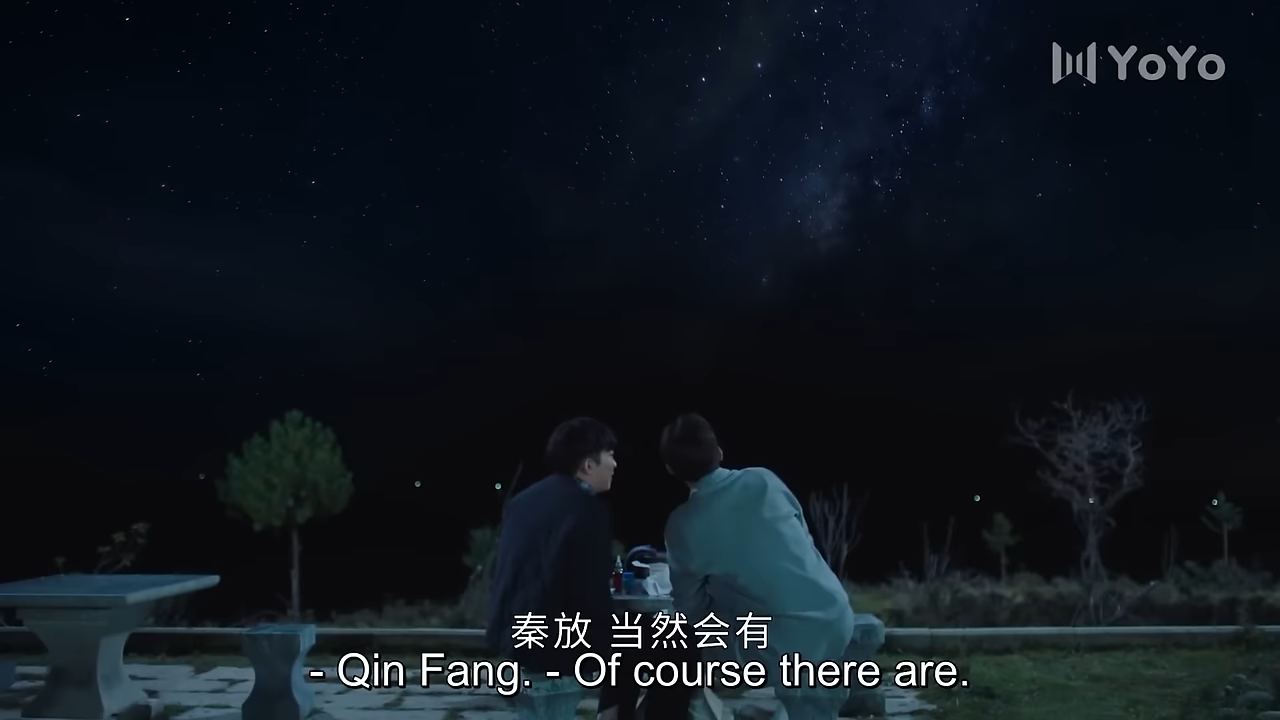 YoYo
秦放 当然会有
- Qin Fang. - Of course there are.